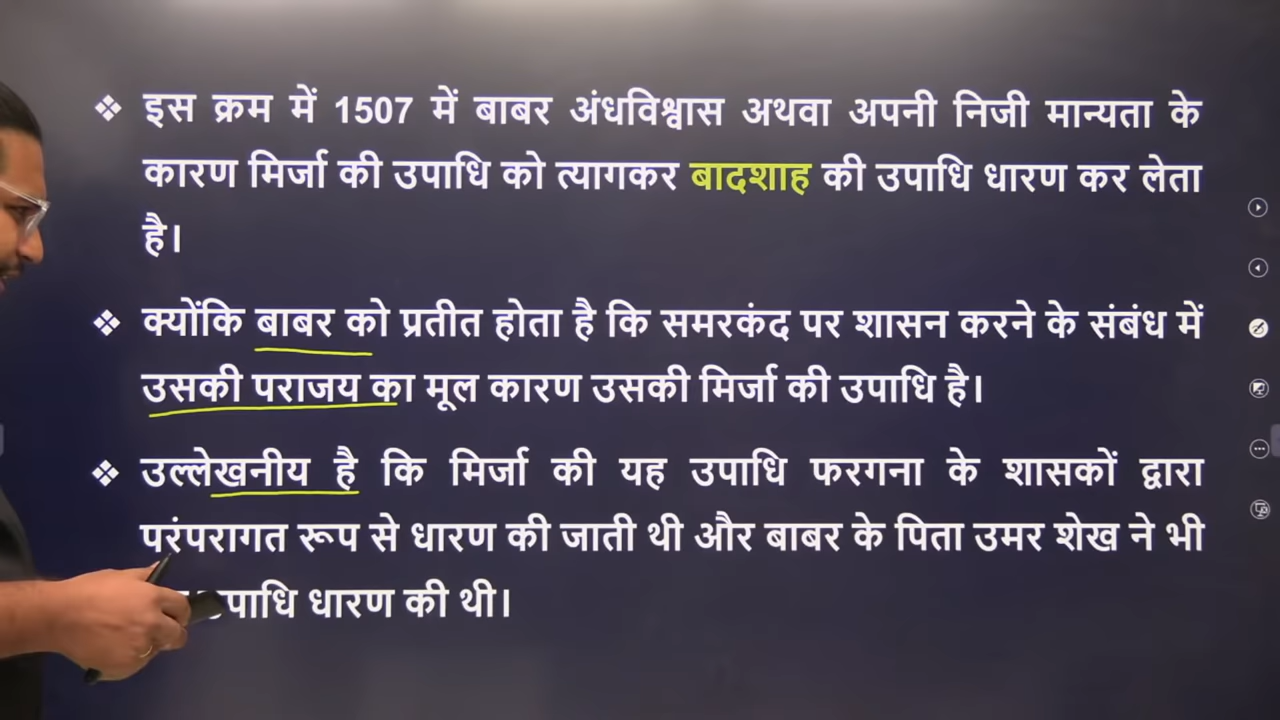 ❖ इस क्रम में 1507 में बाबर अंधविश्वास अथवा अपनी निजी मान्यता के
कारण मिर्जा की उपाधि को त्यागकर बादशाह की उपाधि धारण कर लेता
है।
❖ क्योंकि बाबर को प्रतीत होता है कि समरकंद पर शासन करने के संबंध में
उसकी पराजय का मूल कारण उसकी मिर्जा की उपाधि है।
❖ उल्लेखनीय है कि मिर्जा की यह उपाधि फरगना के शासकों द्वारा
परंपरागत रूप से धारण की जाती थी और बाबर के पिता उमर शेख ने भी
धारण की थी।